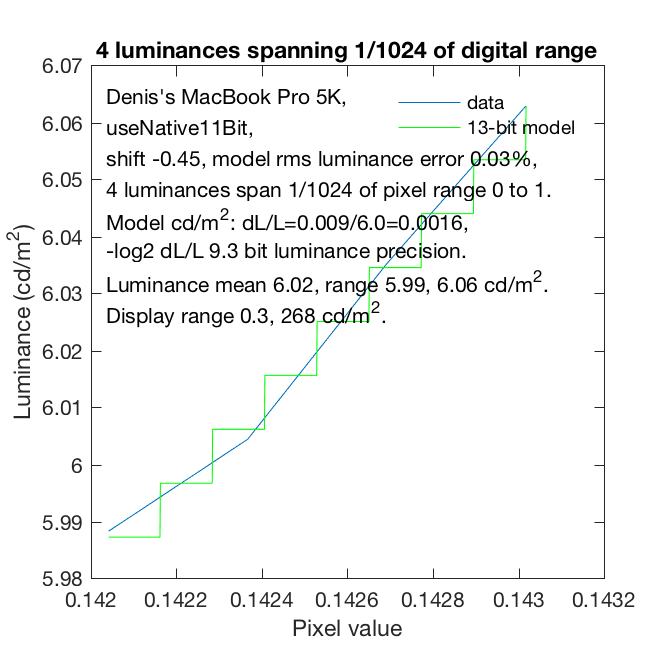 4 luminances spanning 1/1024 of digital range
6.07
6.06
6.05
6.04
6.03
6.02
6.01
6
5.99
5.98
Luminance (cd/m²)
Denis's MacBook Pro 5K,
useNative11Bit,
shift -0.45, model rms luminance error 0.03%,
4 luminances span 1/1024 of pixel range 0 to 1.
Model cd/m²: dL/L=0.009/6.0=0.0016,
-log2 dL/L 9.3 bit luminance precision.
Luminance mean 6.02, range 5.99, 6.06 cd/m².
Display range 0.3, 268 cd/m².
data
13-bit model
0.142 0.1422 0.1424 0.1426 0.1428 0.143 0.1432
Pixel value